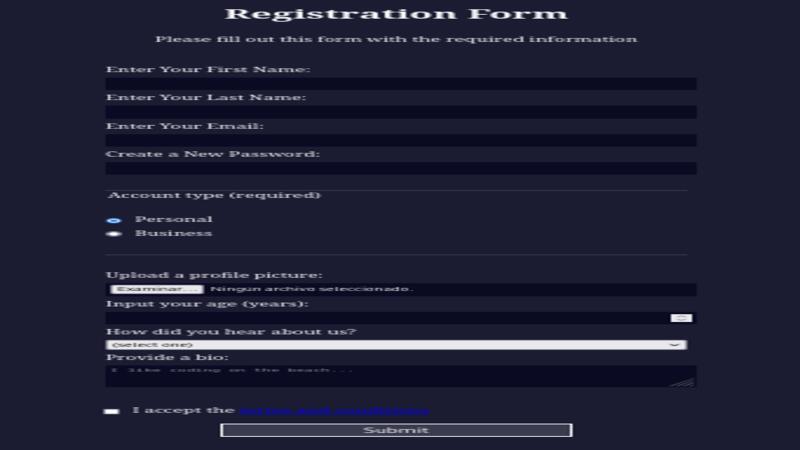 Registration Form
Please fill out this form with the required information
Enter Your First Name:
Enter Your Last Name:
Enter Your Email:
Create a New Password:
Account type (required)
Personal
Business
Upload a profile picture:
Examinar... Ningún archivo seleccionado.
Input your age (years):
How did you hear about us?
(select one)
Provide a bio:
I like coding on the beach...
I accept the terms and conditions
Submit